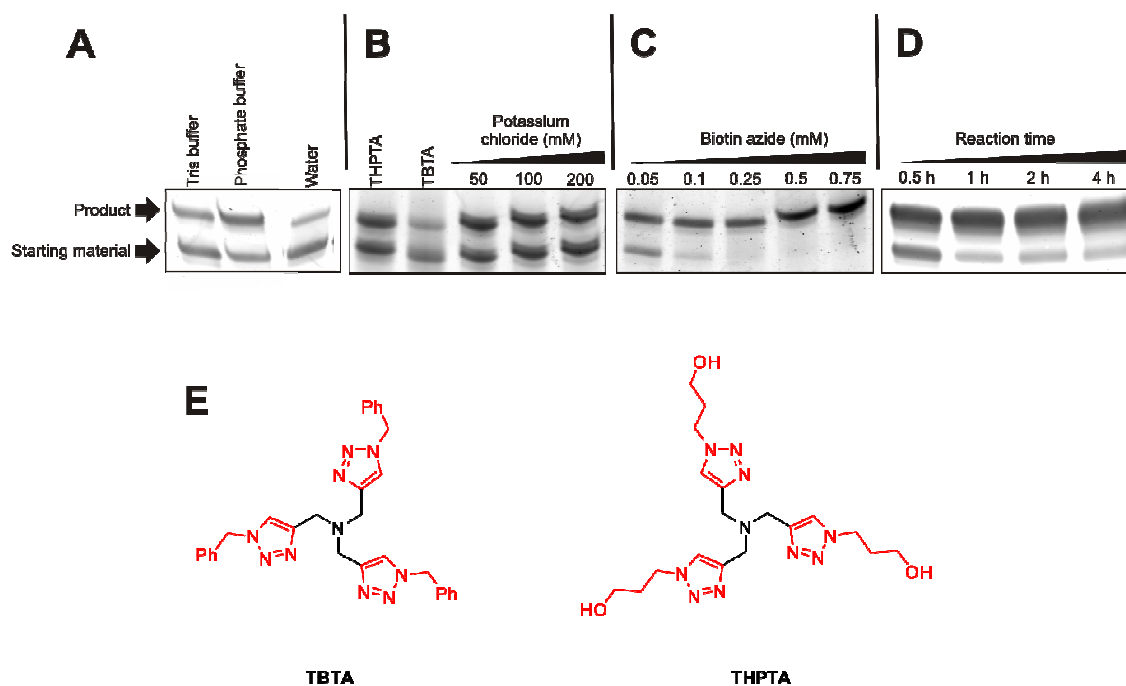 A
B
C
D
Tris buffer
Phosphate buffer
Water
THPTA
TBTA
Potassium
chloride (mM)
50 100 200
Biotin azide (mM)
0.05 0.1 0.25 0.5 0.75
Reaction time
0.5 h 1 h 2 h 4 h
Product
Starting material
E
Ph
N N
N
N
Ph
N
N N
N
N N
Ph
TBTA
OH
N N
N
N
N
N N
OH
N
N N
HO
THPTA